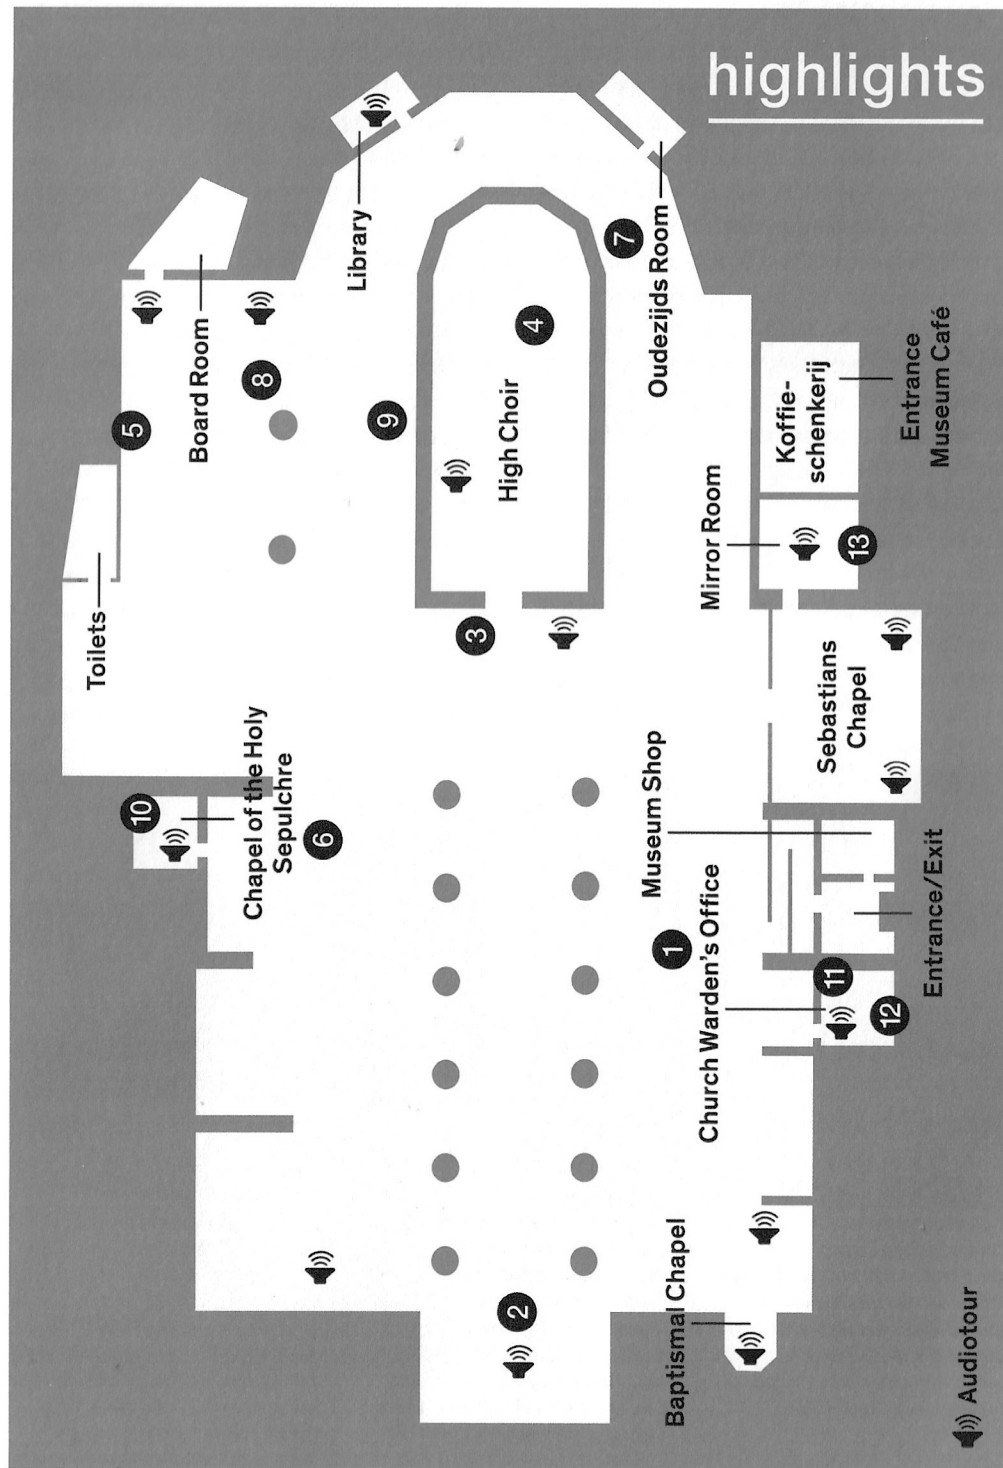 highlights
Library
Board Room
Toilets
5
8
9
4
7
High Choir
Oudezijds Room
3
Koffie-
schenkerij
Entrance
Museum Café
Mirror Room
13
Sebastians
Chapel
10
Chapel of the Holy
Sepulchre
6
Museum Shop
Entrance/Exit
1
Church Warden's Office
11
12
2
Baptismal Chapel
Audiotour